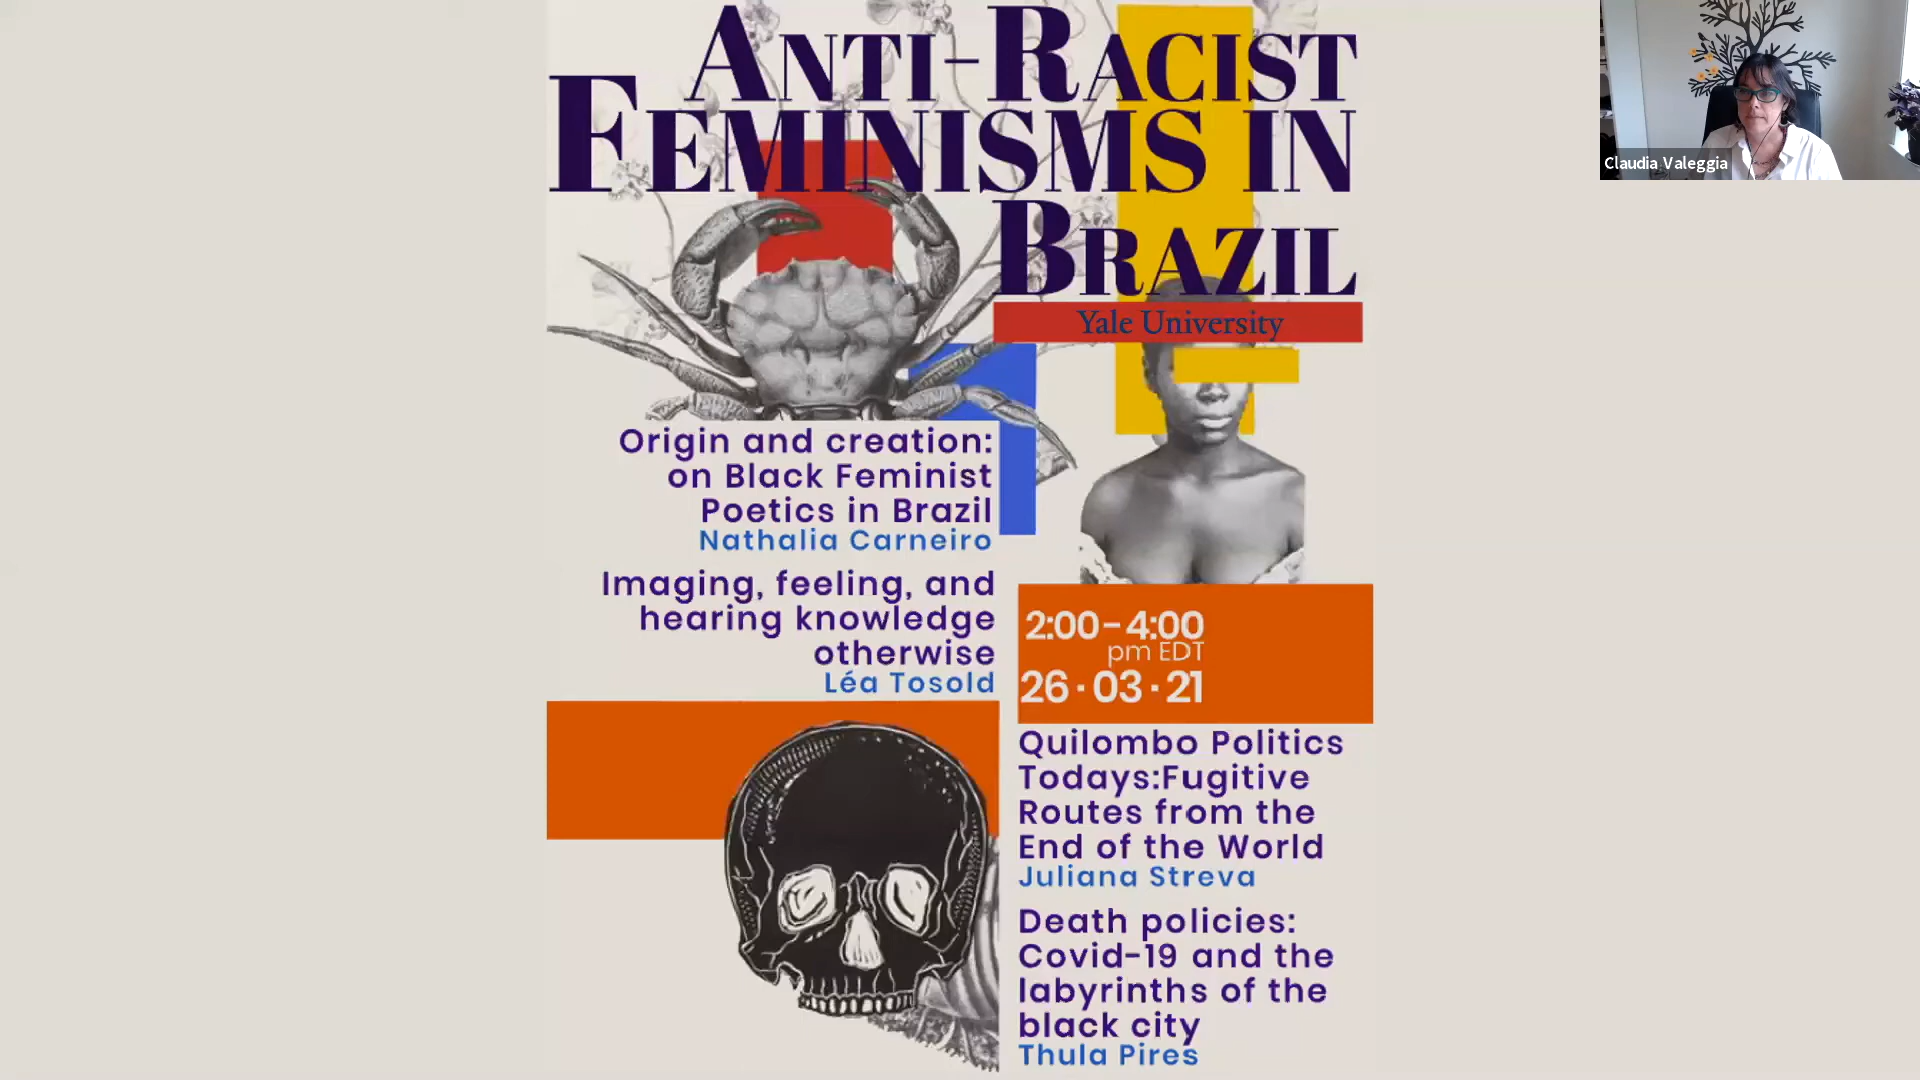 ANTI-RACIST
FEMINISMS IN
BRAZIL
Yale University
Origin and creation:
on Black Feminist
Poetics in Brazil
Nathalia Carneiro
Imaging, feeling, and
hearing knowledge
otherwise
Léa Tosold
2:00-4:00
pm EDT
26·03·21
Quilombo Politics
Todays:Fugitive
Routes from the
End of the World
Juliana Streva
Death policies:
Covid-19 and the
labyrinths of the
black city
Thula Pires
Claudia Valeggia